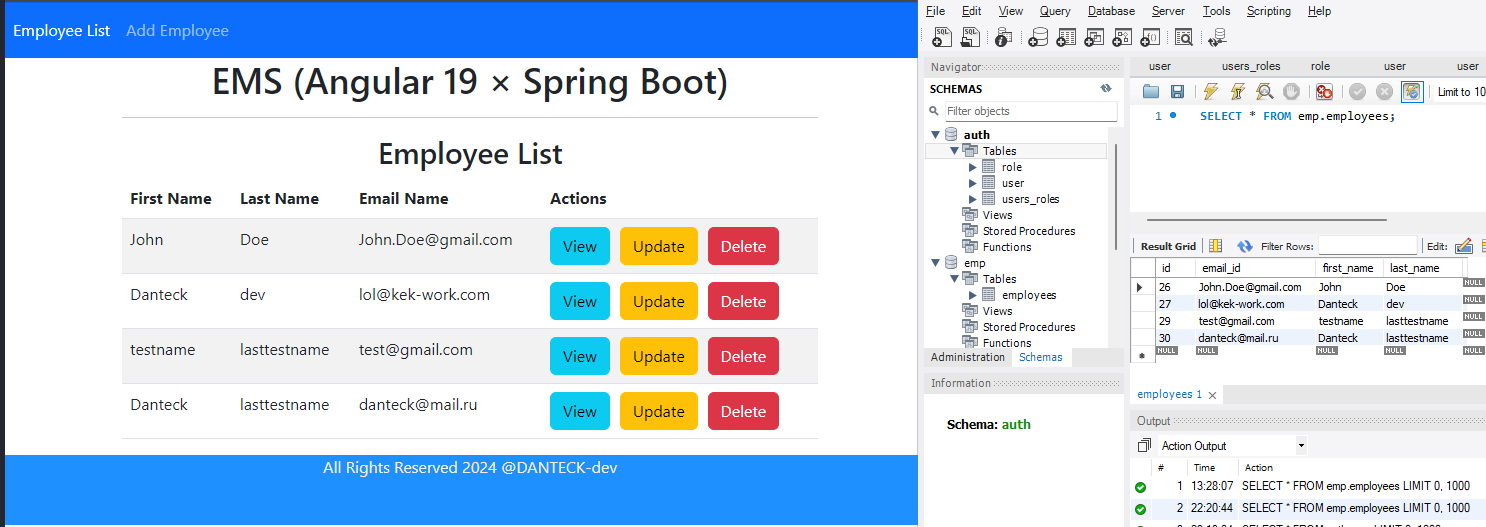 Employee List Add Employee
EMS (Angular 19 × Spring Boot)
Employee List
First Name Last Name Email Name Actions
John Doe John.Doe@gmail.com View Update Delete
Danteck dev lol@kek-work.com View Update Delete
testname lasttestname test@gmail.com View Update Delete
Danteck lasttestname danteck@mail.ru View Update Delete
All Rights Reserved 2024 @DANTECK-dev
File Edit View Query Database Server Tools Scripting Help
Navigator
SCHEMAS
Filter objects
auth
Tables
role
user
users_roles
Views
Stored Procedures
Functions
emp
Tables
employees
Views
Stored Procedures
Functions
Administration Schemas
Information
Schema: auth
user users_roles role user user
Limit to 10
1 SELECT * FROM emp.employees;
Result Grid Filter Rows: Edit:
id email_id first_name last_name
26 John.Doe@gmail.com John Doe NULL
27 lol@kek-work.com Danteck dev NULL
29 test@gmail.com testname lasttestname NULL
30 danteck@mail.ru Danteck lasttestname NULL
NULL NULL NULL NULL NULL
employees 1
Output
Action Output
# Time Action
1 13:28:07 SELECT * FROM emp.employees LIMIT 0, 1000
2 22:20:44 SELECT * FROM emp.employees LIMIT 0, 1000